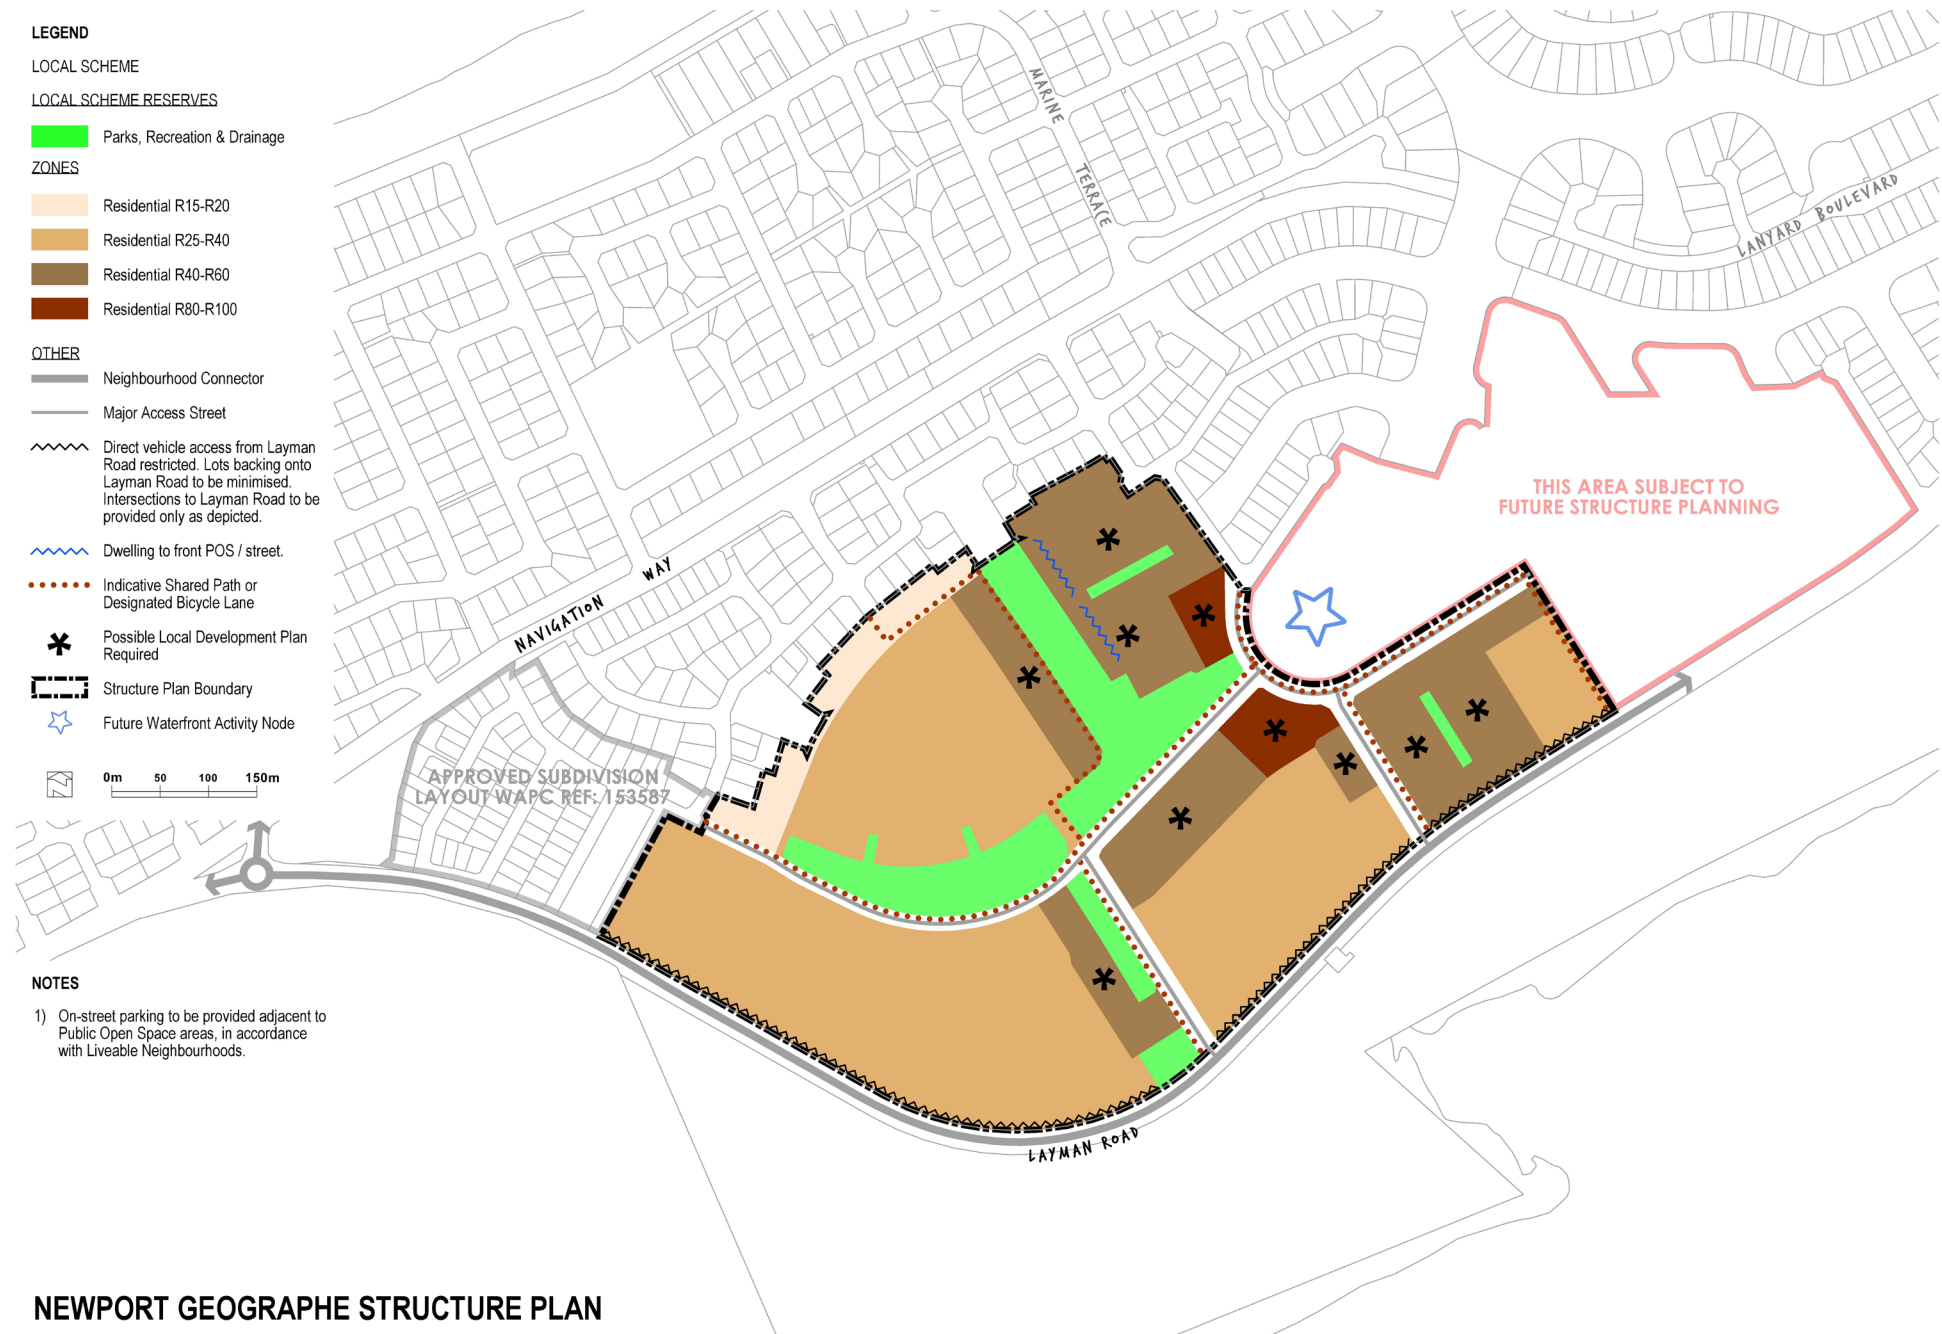 LEGEND
LOCAL SCHEME
LOCAL SCHEME RESERVES
Parks, Recreation & Drainage
ZONES
Residential R15-R20
Residential R25-R40
Residential R40-R60
Residential R80-R100
OTHER
Neighbourhood Connector
Major Access Street
Direct vehicle access from Layman
Road restricted. Lots backing onto
Layman Road to be minimised.
Intersections to Layman Road to be
provided only as depicted.
Dwelling to front POS / street.
Indicative Shared Path or
Designated Bicycle Lane
Possible Local Development Plan
Required
Structure Plan Boundary
Future Waterfront Activity Node
0m 50 100 150m
NOTES
1) On-street parking to be provided adjacent to
Public Open Space areas, in accordance
with Liveable Neighbourhoods.
MARINE
TERRACE
LANYARD BOULEVARD
NAVIGATION WAY
THIS AREA SUBJECT TO
FUTURE STRUCTURE PLANNING
APPROVED SUBDIVISION
LAYOUT WAPC REF: 153587
LAYMAN ROAD
NEWPORT GEOGRAPHE STRUCTURE PLAN